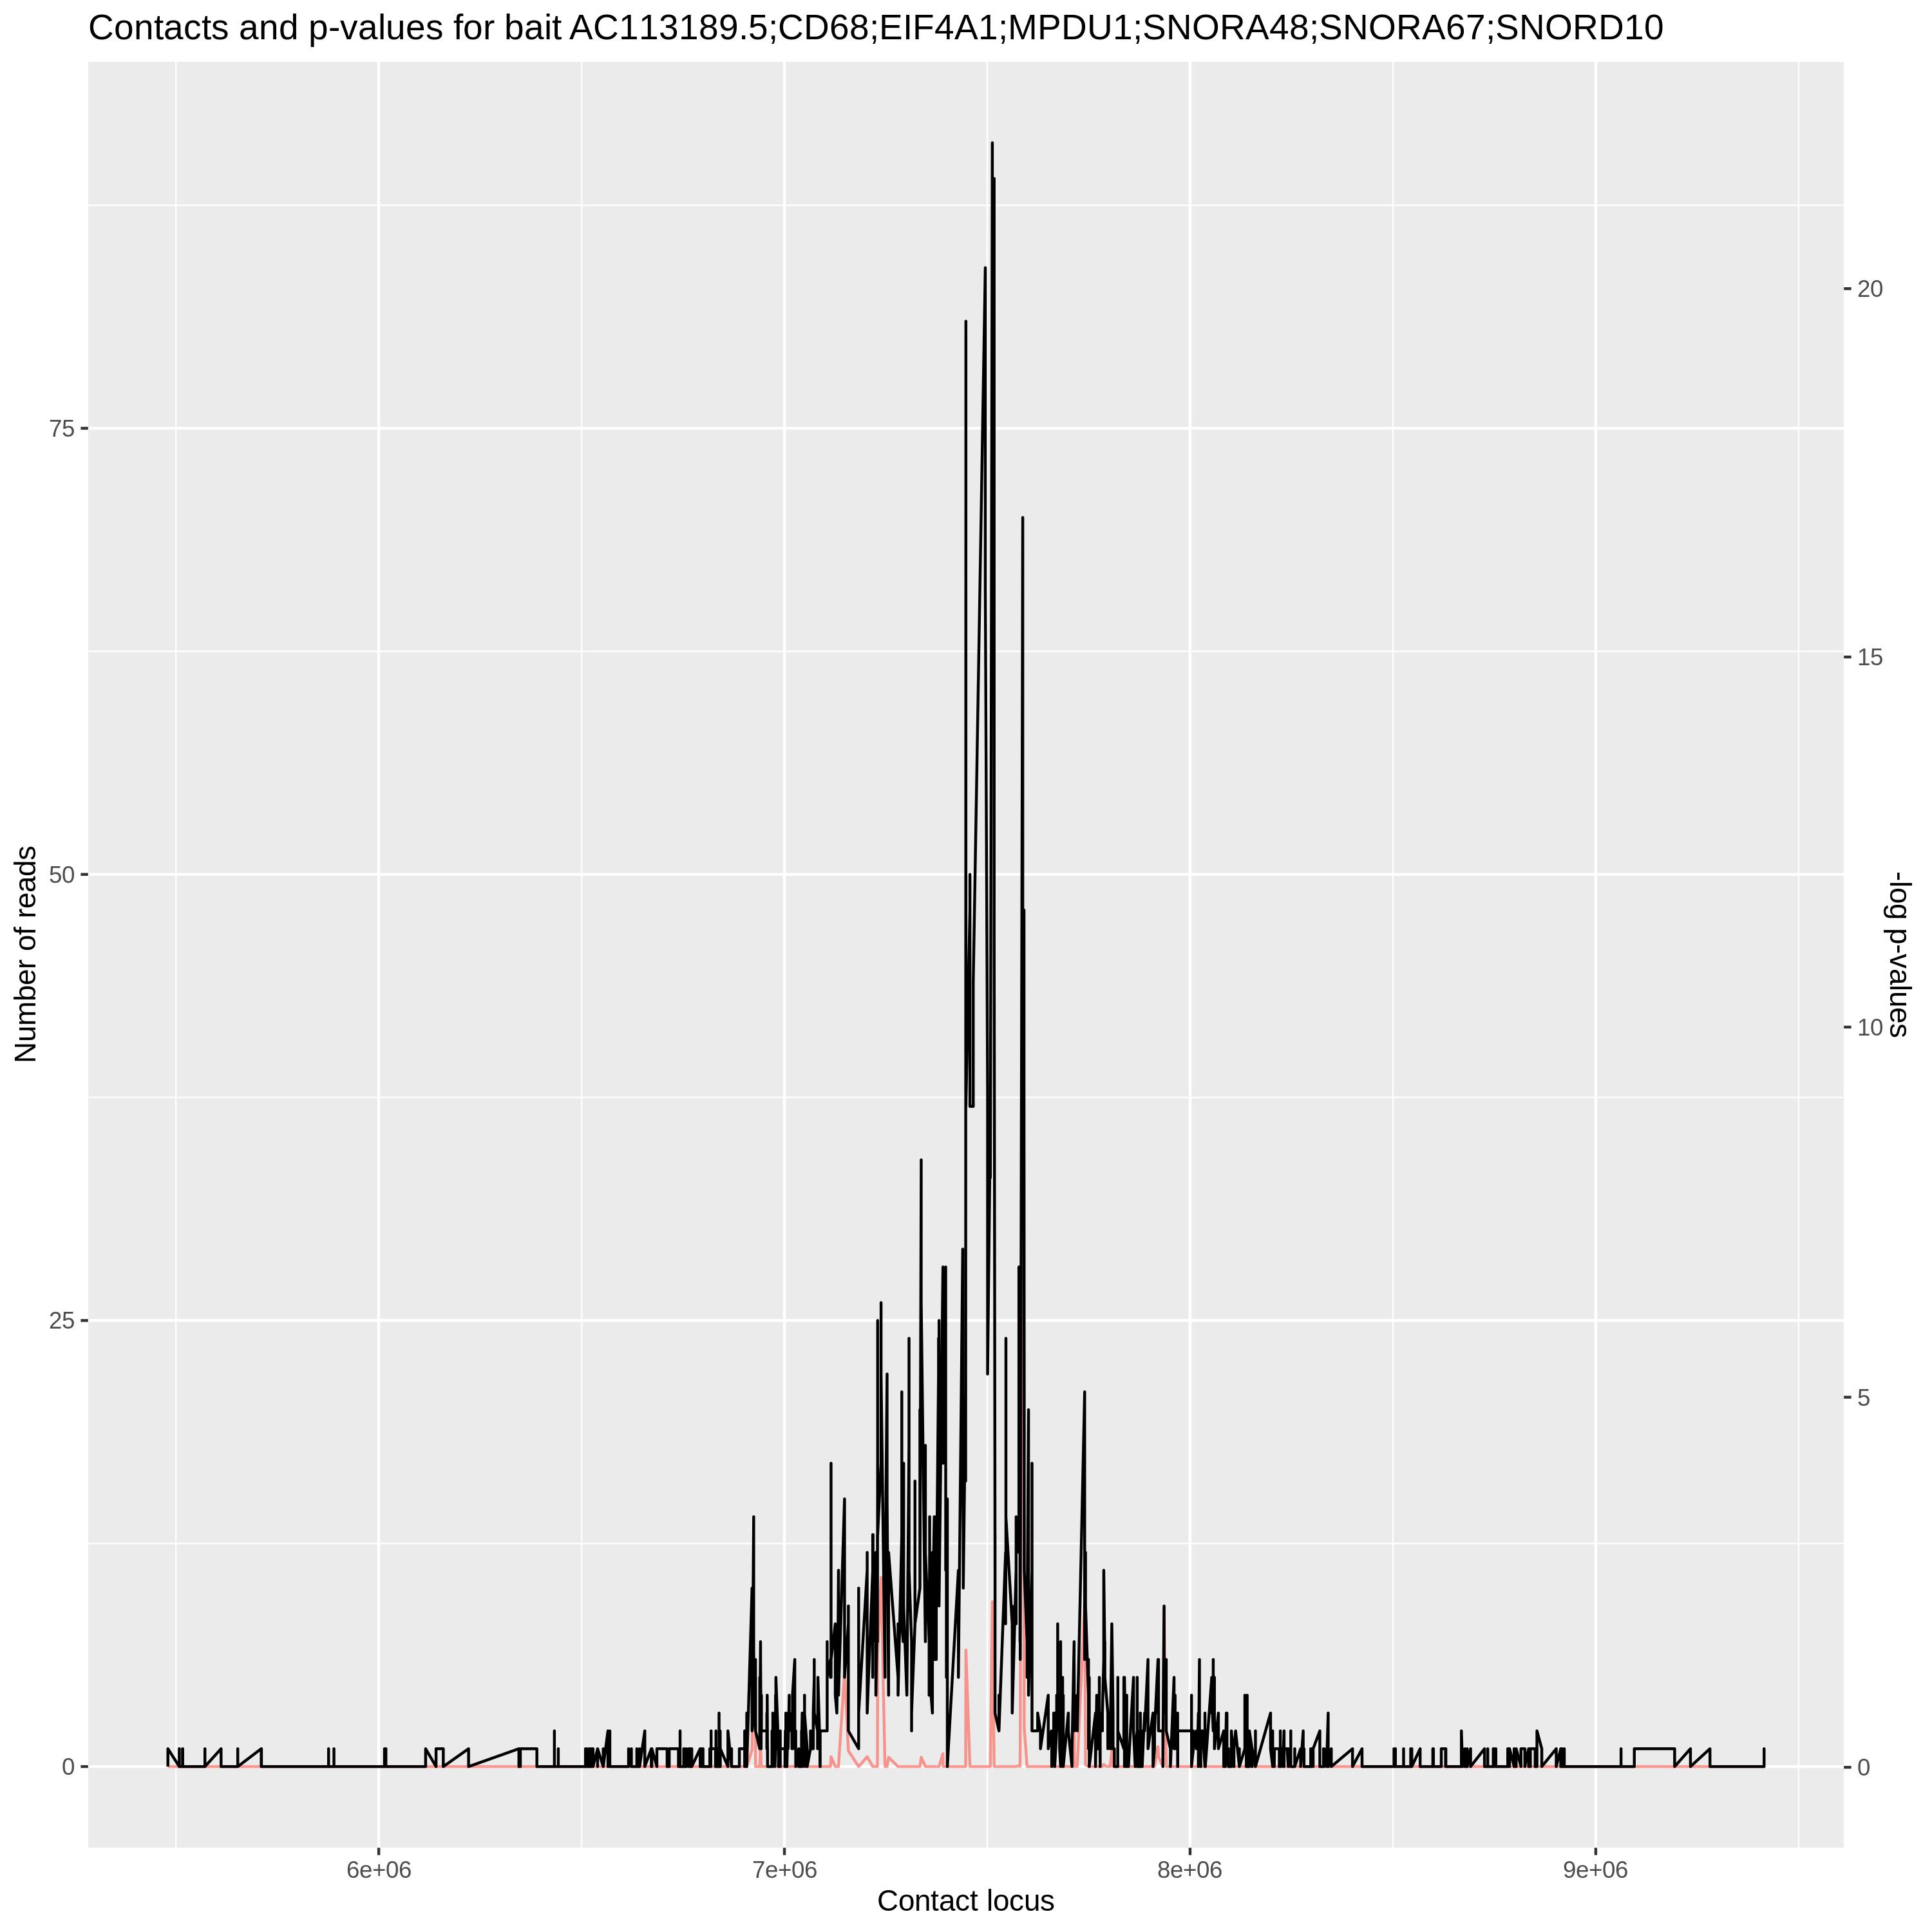 Contacts and p-values for bait AC113189.5;CD68;EIF4A1;MPDU1;SNORA48;SNORA67;SNORD10
75
50
25
0
Number of reads
20
15
10
5
0
-log p-values
6e+06
7e+06
8e+06
9e+06
Contact locus